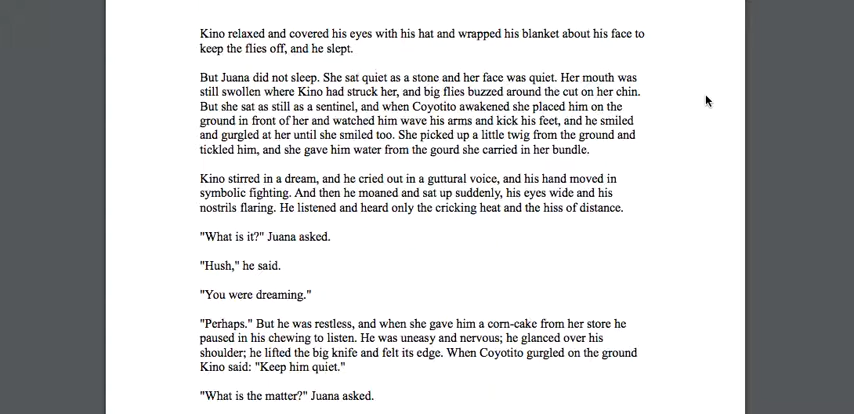 Kino relaxed and covered his eyes with his hat and wrapped his blanket about his face to
keep the flies off, and he slept.
But Juana did not sleep. She sat quiet as a stone and her face was quiet. Her mouth was
still swollen where Kino had struck her, and big flies buzzed around the cut on her chin.
But she sat as still as a sentinel, and when Coyotito awakened she placed him on the
ground in front of her and watched him wave his arms and kick his feet, and he smiled
and gurgled at her until she smiled too. She picked up a little twig from the ground and
tickled him, and she gave him water from the gourd she carried in her bundle.
Kino stirred in a dream, and he cried out in a guttural voice, and his hand moved in
symbolic fighting. And then he moaned and sat up suddenly, his eyes wide and his
nostrils flaring. He listened and heard only the cricking heat and the hiss of distance.
"What is it?" Juana asked.
"Hush," he said.
"You were dreaming."
"Perhaps." But he was restless, and when she gave him a corn-cake from her store he
paused in his chewing to listen. He was uneasy and nervous; he glanced over his
shoulder; he lifted the big knife and felt its edge. When Coyotito gurgled on the ground
Kino said: "Keep him quiet."
"What is the matter?" Juana asked.